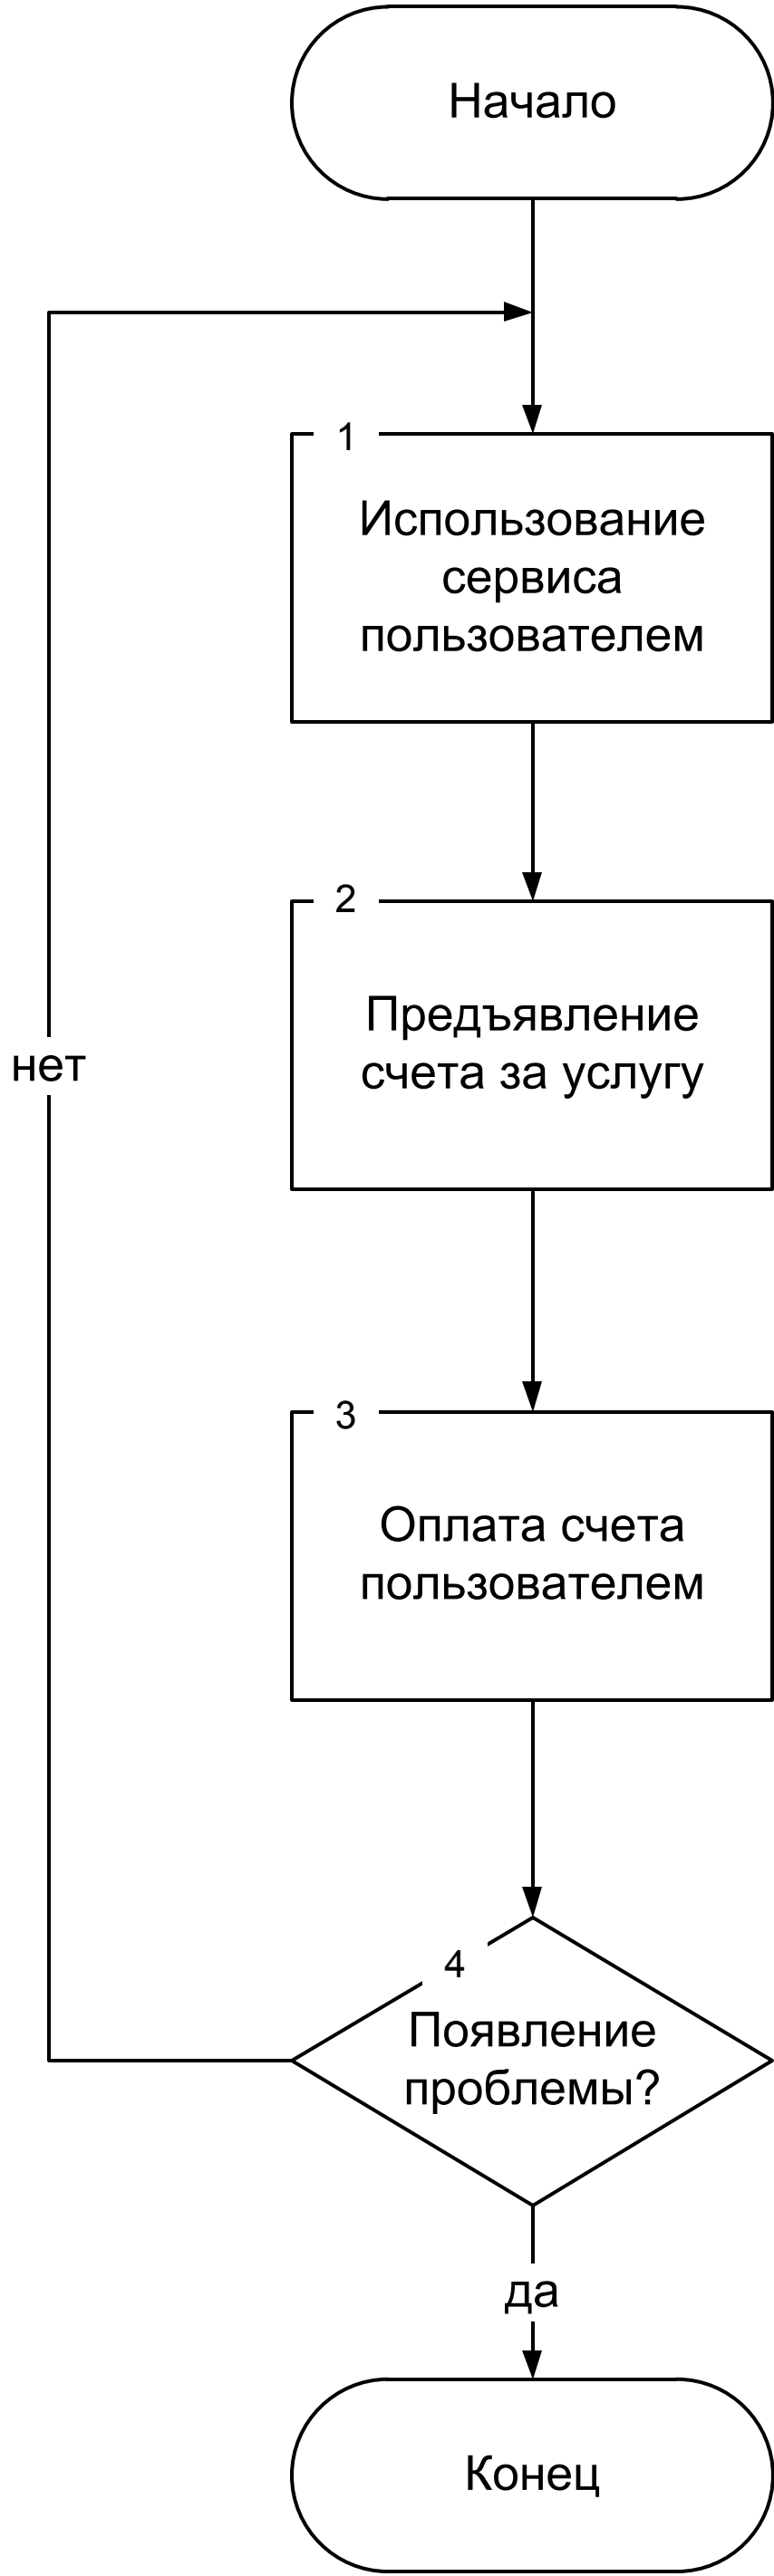 Начало
1
Использование
сервиса
пользователем
2
Предъявление
счета за услугу
нет
3
Оплата счета
пользователем
4
Появление
проблемы?
да
Конец